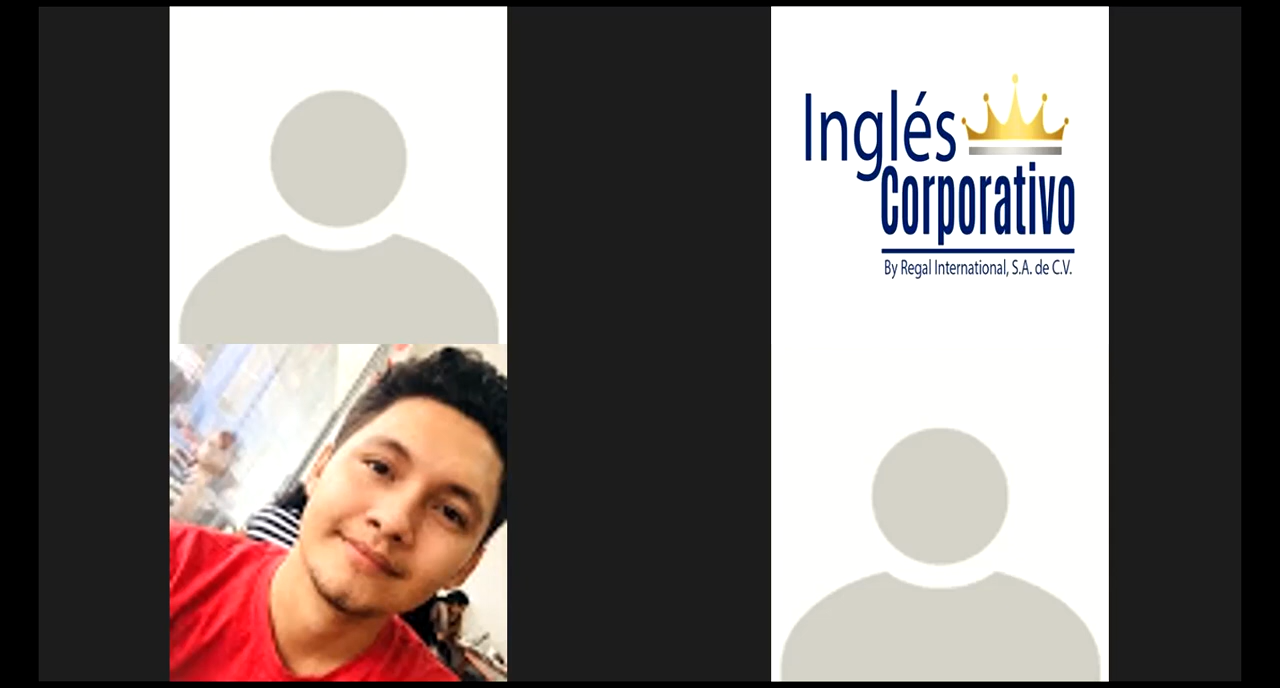 Inglés
Corporativo
By Regal International, S.A. de C.V.